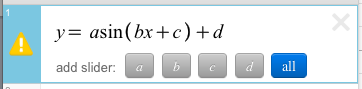 1
y= asin(bx+c)+d
add slider: a b c d all